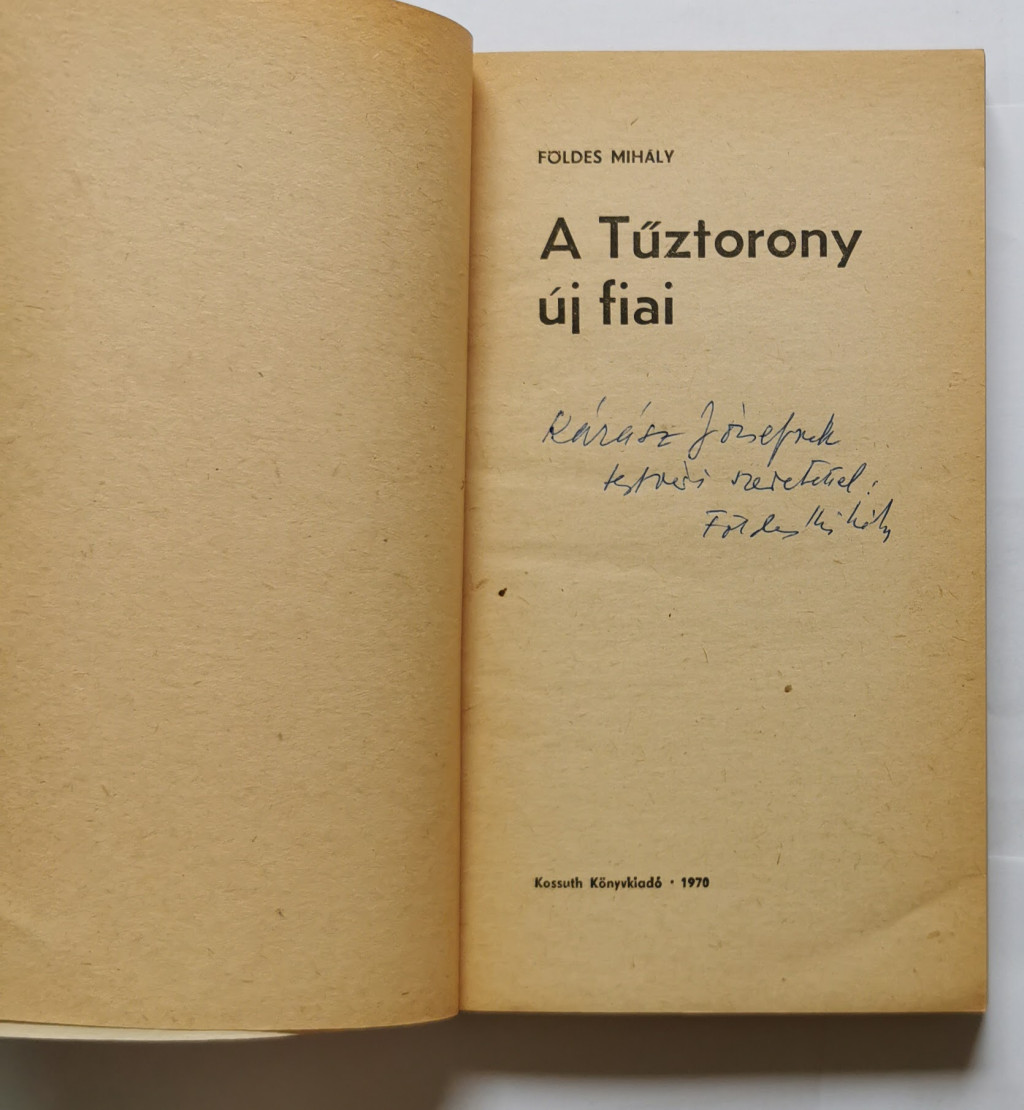 FÖLDES MIHÁLY
A Tűztorony
új fiai
Kárász Józsefnek
testvéri szeretettel:
Földes Mihály
Kossuth Könyvkiadó • 1970